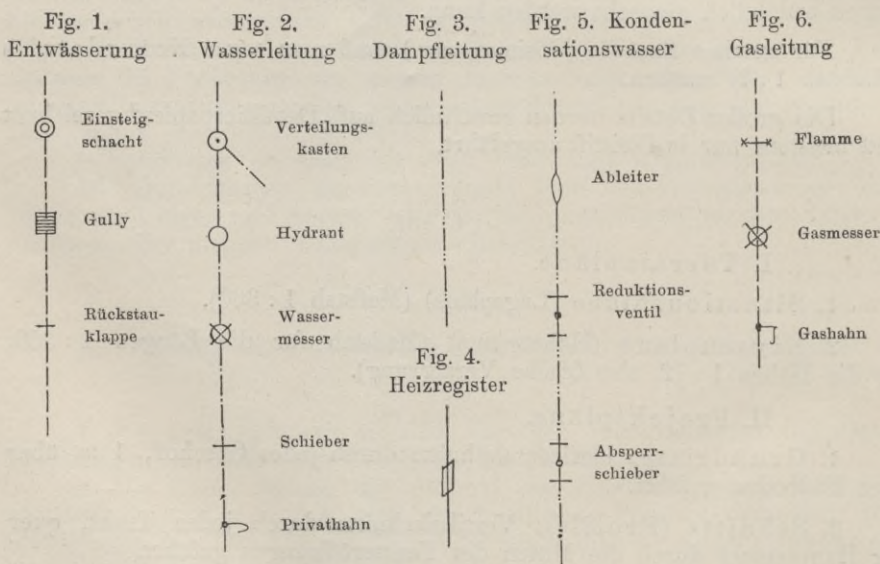 Fig. 1.
Entwässerung
Einsteig-
schacht
Gully
Rückstau-
klappe
Fig. 2.
Wasserleitung
Verteilungs-
kasten
Hydrant
Wasser-
messer
Schieber
Privathahn
Fig. 3.
Dampfleitung
Fig. 4.
Heizregister
Fig. 5. Konden-
sationswasser
Ableiter
Reduktions-
ventil
Absperr-
schieber
Fig. 6.
Gasleitung
Flamme
Gasmesser
Gashahn